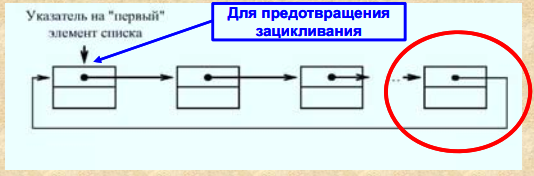 Указатель на "первый"
элемент списка
Для предотвращения
зацикливания
...